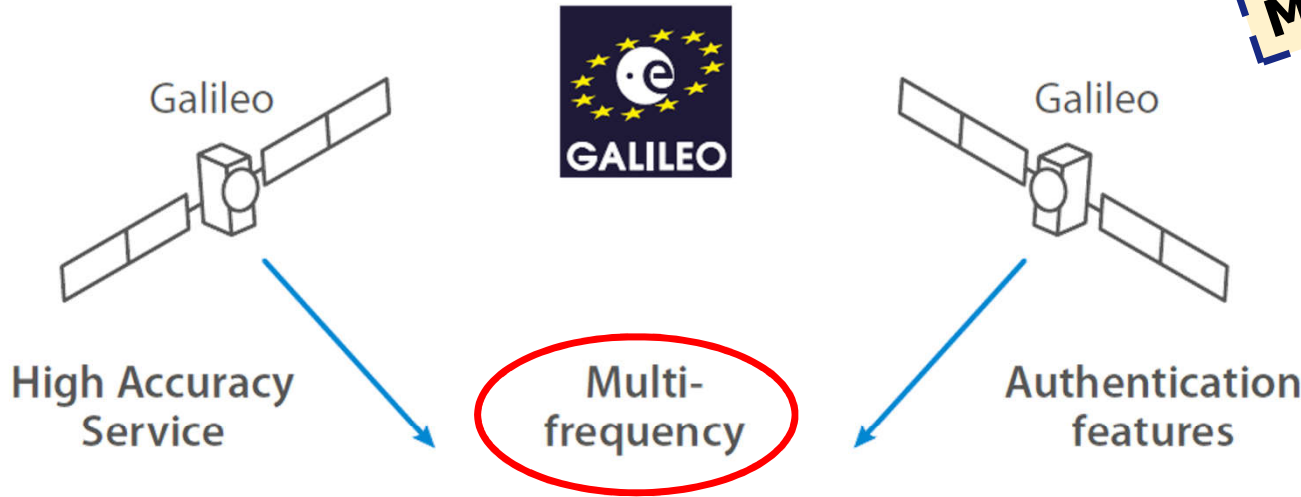 Galileo
GALILEO
Galileo
High Accuracy
Service
Multi-
frequency
Authentication
features